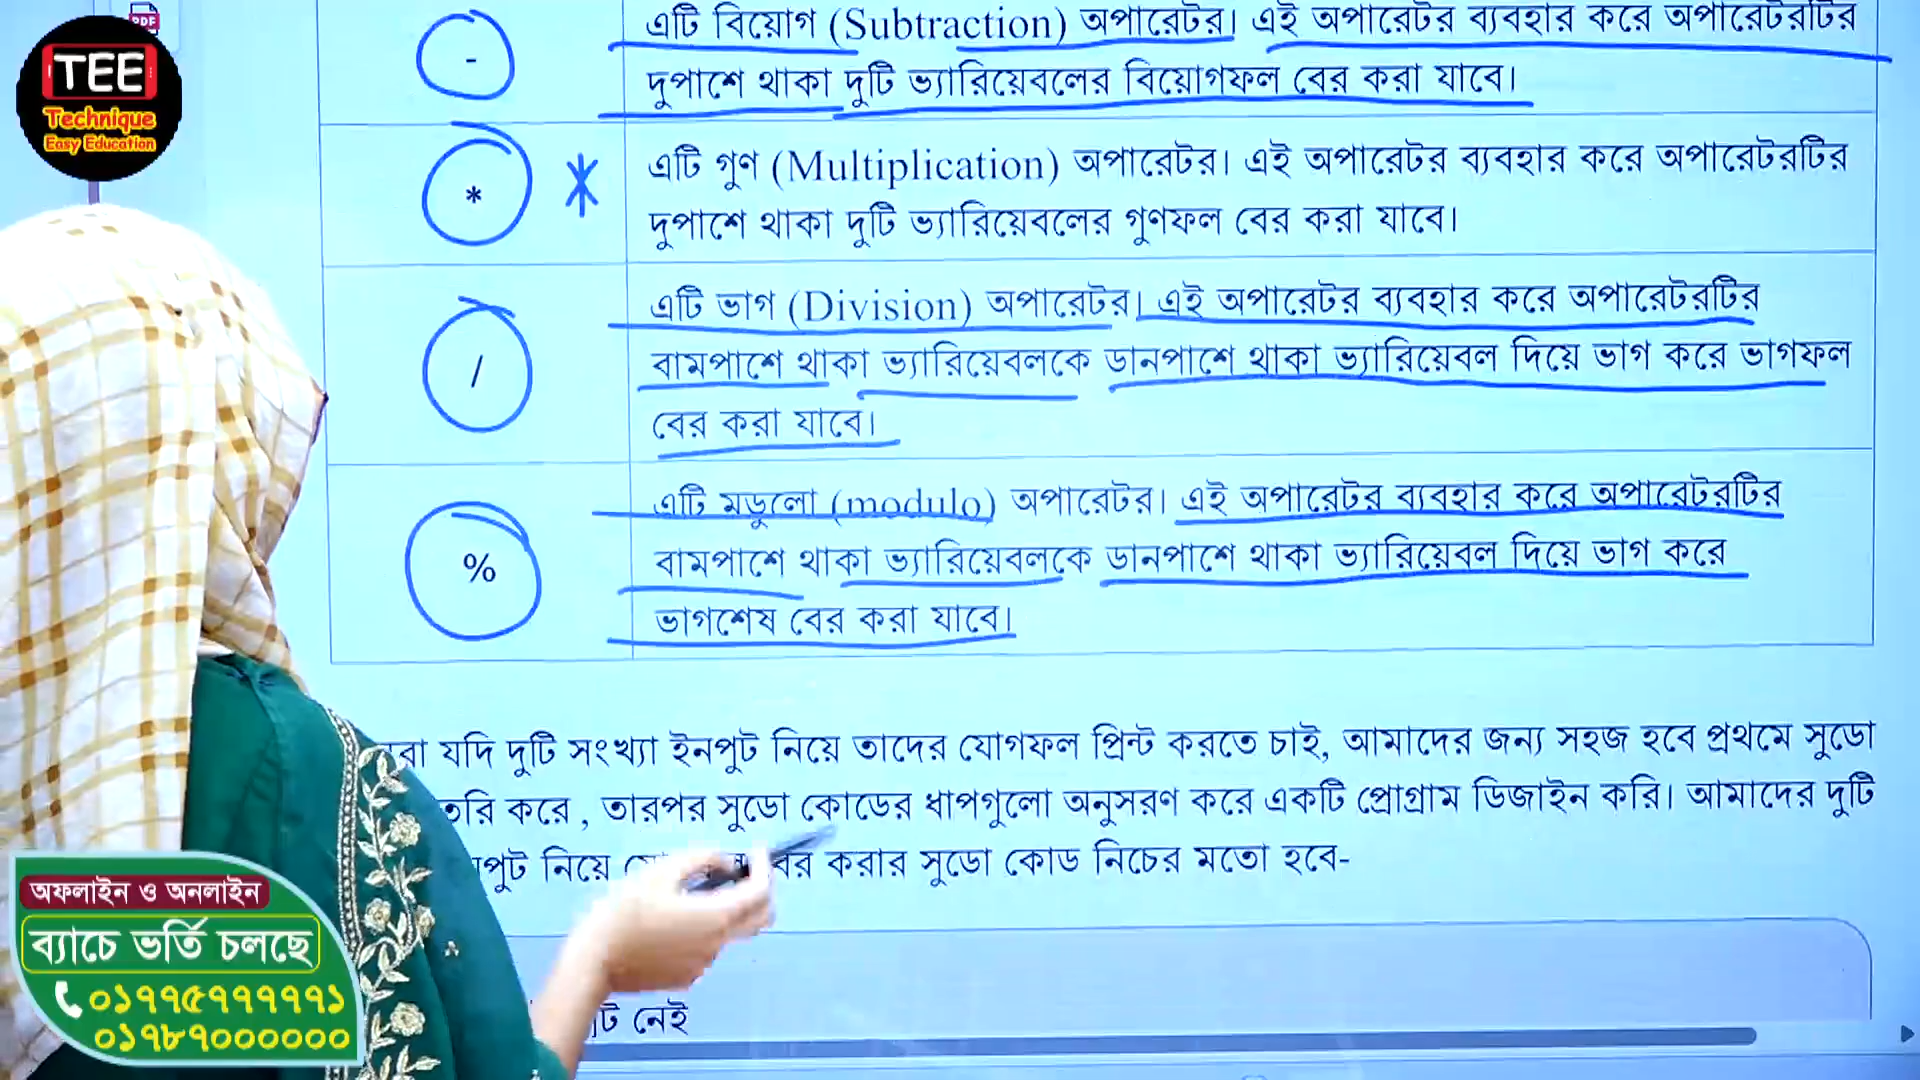 PDF
TEE
Technique
Easy Education
- এটি বিয়োগ (Subtraction) অপারেটর। এই অপারেটর ব্যবহার করে অপারেটরটির
দুপাশে থাকা দুটি ভ্যারিয়েবলের বিয়োগফল বের করা যাবে।
* * এটি গুণ (Multiplication) অপারেটর। এই অপারেটর ব্যবহার করে অপারেটরটির
দুপাশে থাকা দুটি ভ্যারিয়েবলের গুণফল বের করা যাবে।
/ এটি ভাগ (Division) অপারেটর। এই অপারেটর ব্যবহার করে অপারেটরটির
বামপাশে থাকা ভ্যারিয়েবলকে ডানপাশে থাকা ভ্যারিয়েবল দিয়ে ভাগ করে ভাগফল
বের করা যাবে।
% এটি মডুলো (modulo) অপারেটর। এই অপারেটর ব্যবহার করে অপারেটরটির
বামপাশে থাকা ভ্যারিয়েবলকে ডানপাশে থাকা ভ্যারিয়েবল দিয়ে ভাগ করে
ভাগশেষ বের করা যাবে।
যদি দুটি সংখ্যা ইনপুট নিয়ে তাদের যোগফল প্রিন্ট করতে চাই, আমাদের জন্য সহজ হবে প্রথমে সুডো
করে, তারপর সুডো কোডের ধাপগুলো অনুসরণ করে একটি প্রোগ্রাম ডিজাইন করি। আমাদের দুটি
নিয়ে করার সুডো কোড নিচের মতো হবে-
নেই
অফলাইন ও অনলাইন
ব্যাচে ভর্তি চলছে
০১৭৭৫৭৭৭৭৭১
০১৭৮৭০০০০০০